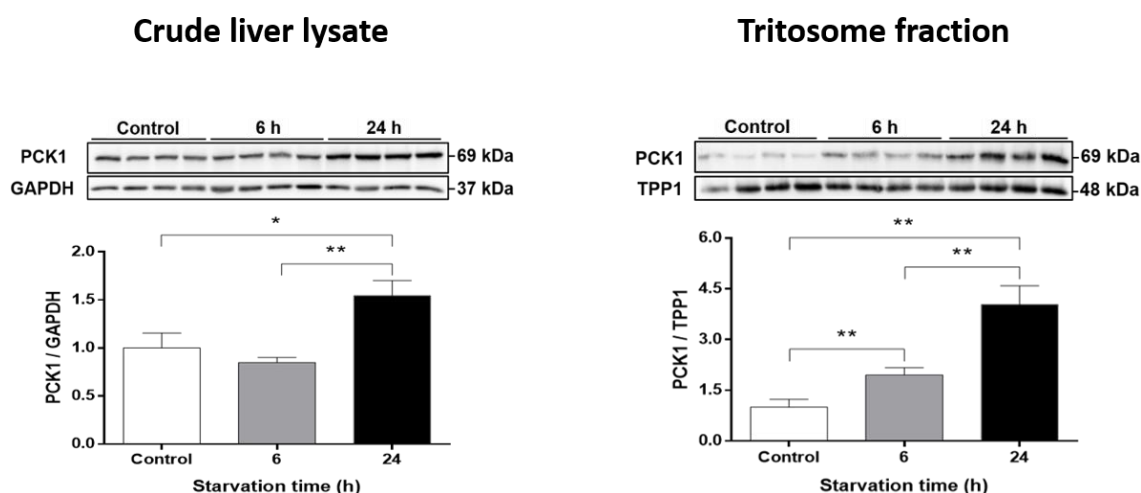 Crude liver lysate
Control 6 h 24 h
PCK1 -69 kDa
GAPDH -37 kDa
*
**
2.0
1.5
1.0
0.5
0.0
PCK1 / GAPDH
Control 6 24
Starvation time (h)
Tritosome fraction
Control 6 h 24 h
PCK1 -69 kDa
TPP1 -48 kDa
**
**
**
6.0
4.5
3.0
1.5
0.0
PCK1 / TPP1
Control 6 24
Starvation time (h)